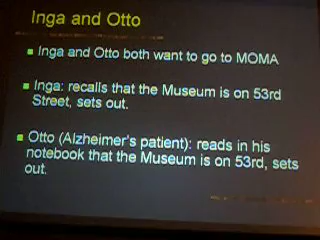 Inga and Otto
Inga and Otto both want to go to MOMA
Inga: recalls that the Museum is on 53rd
Street, sets out.
Otto (Alzheimer's patient): reads in his
notebook that the Museum is on 53rd, sets
out.